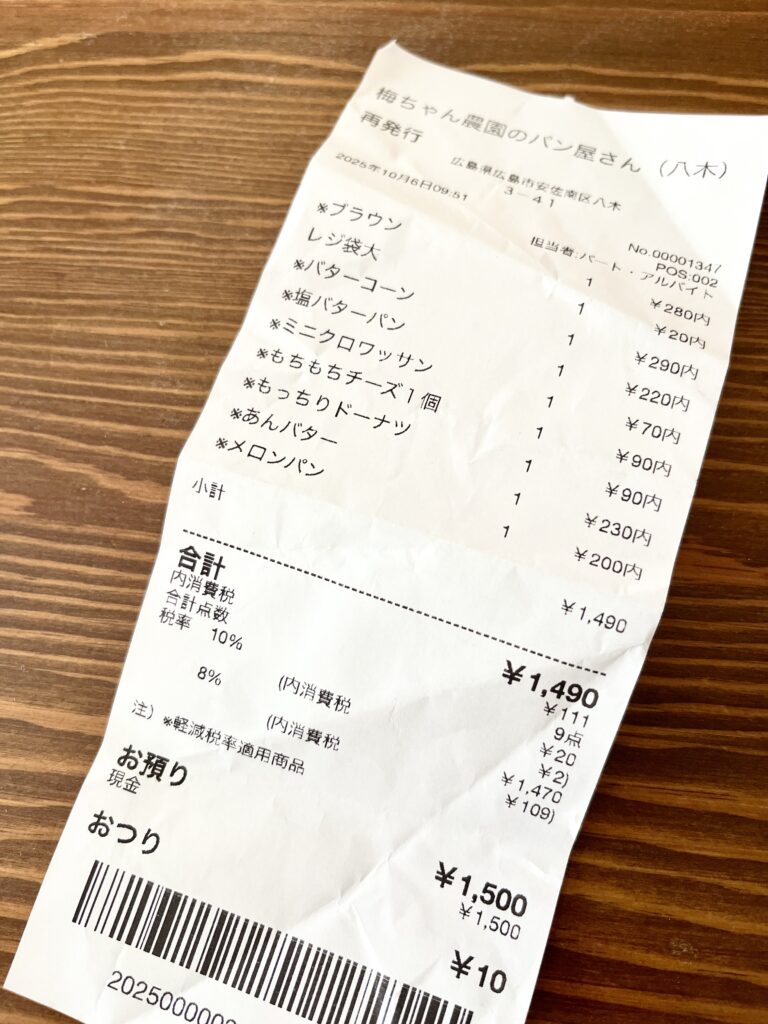 梅ちゃん農園のパン屋さん (八木)
再発行
広島県広島市安佐南区八木
3－41
2025年10月6日09:51 No.00001347
POS:002
担当者:パート・アルバイト
※ブラウン 1 ¥280内
レジ袋大 1 ¥20内
※バターコーン 1 ¥290内
※塩バターパン 1 ¥220内
※ミニクロワッサン 1 ¥70内
※もちもちチーズ1個 1 ¥90内
※もっちりドーナツ 1 ¥90内
※あんバター 1 ¥230内
※メロンパン 1 ¥200内
小計 ¥1,490
合計 ¥1,490
内消費税 ¥111
合計点数 9点
税率 10% ¥20
(内消費税 ¥2)
8% ¥1,470
(内消費税 ¥109)
注) ※軽減税率適用商品
お預り ¥1,500
現金 ¥1,500
おつり ¥10